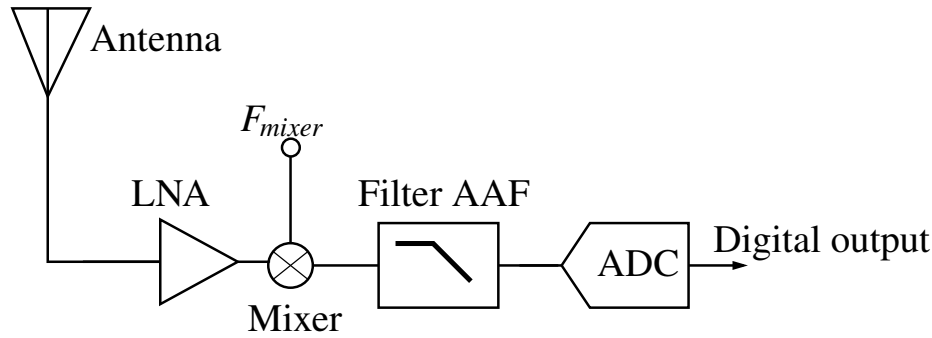 Antenna
F_mixer
LNA
Filter AAF
Digital output
ADC
Mixer